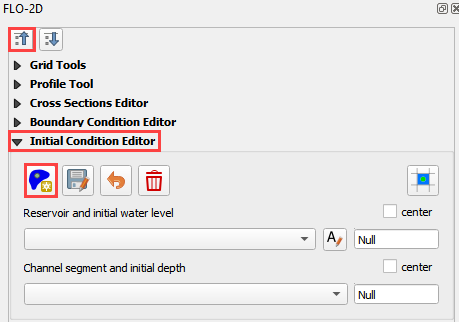 FLO-2D
Grid Tools
Profile Tool
Cross Sections Editor
Boundary Condition Editor
Initial Condition Editor
Reservoir and initial water level
center
A
Null
Channel segment and initial depth
center
Null